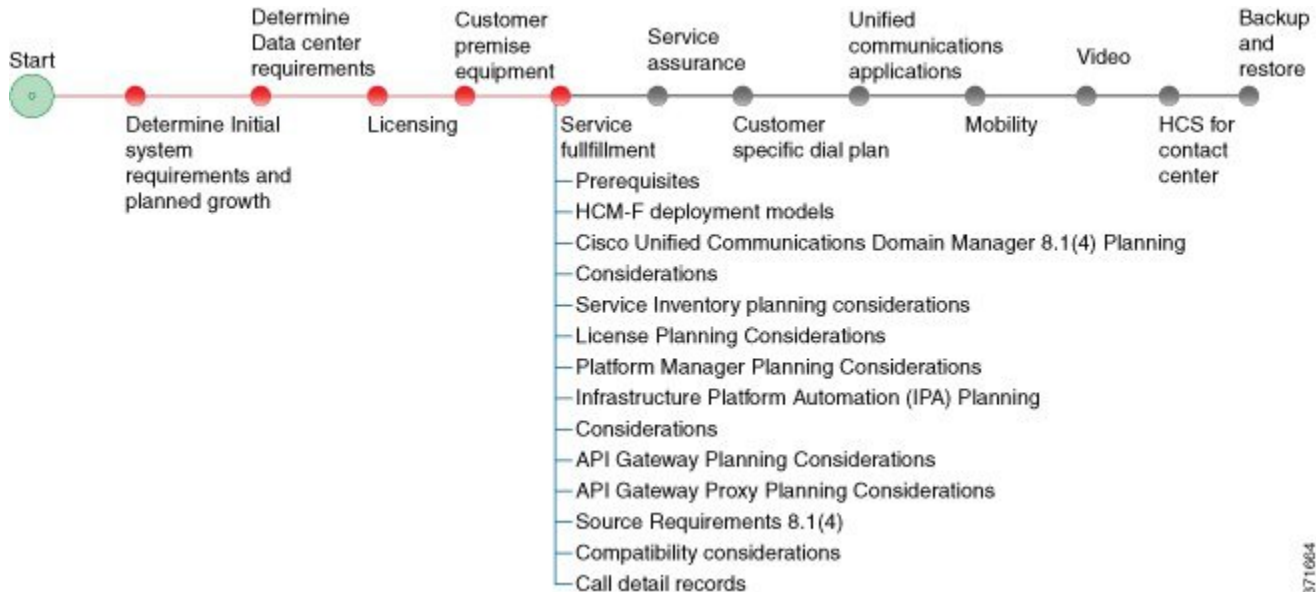 Start
Determine
Data center
requirements
Customer
premise
equipment
Service
assurance
Unified
communications
applications
Video
Backup
and
restore
Determine Initial
system
requirements and
planned growth
Licensing
Service
fullfillment
Customer
specific dial plan
Mobility
HCS for
contact
center
Prerequisites
HCM-F deployment models
Cisco Unified Communications Domain Manager 8.1(4) Planning
Considerations
Service Inventory planning considerations
License Planning Considerations
Platform Manager Planning Considerations
Infrastructure Platform Automation (IPA) Planning
Considerations
API Gateway Planning Considerations
API Gateway Proxy Planning Considerations
Source Requirements 8.1(4)
Compatibility considerations
Call detail records
371664